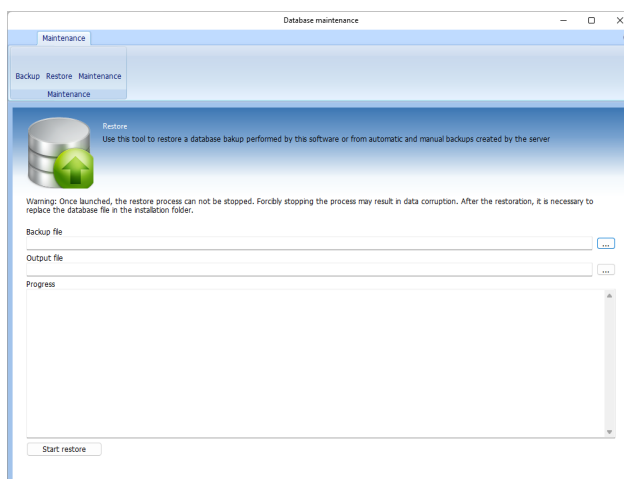 Database maintenance
Maintenance
Backup Restore Maintenance
Maintenance
Restore
Use this tool to restore a database bakup performed by this software or from automatic and manual backups created by the server
Warning: Once launched, the restore process can not be stopped. Forcibly stopping the process may result in data corruption. After the restoration, it is necessary to
replace the database file in the installation folder.
Backup file
...
Output file
...
Progress
Start restore